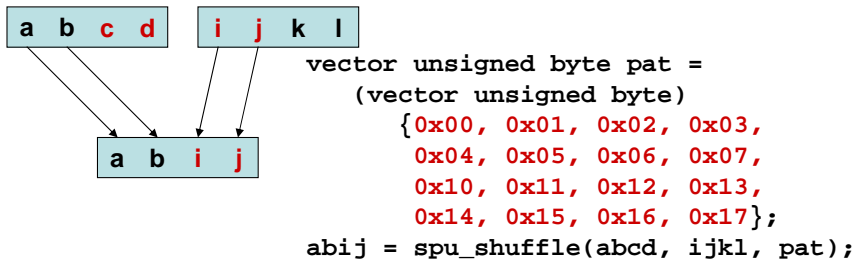 a b c d
i j k l
a b i j
vector unsigned byte pat =
(vector unsigned byte)
{0x00, 0x01, 0x02, 0x03,
0x04, 0x05, 0x06, 0x07,
0x10, 0x11, 0x12, 0x13,
0x14, 0x15, 0x16, 0x17};
abij = spu_shuffle(abcd, ijkl, pat);